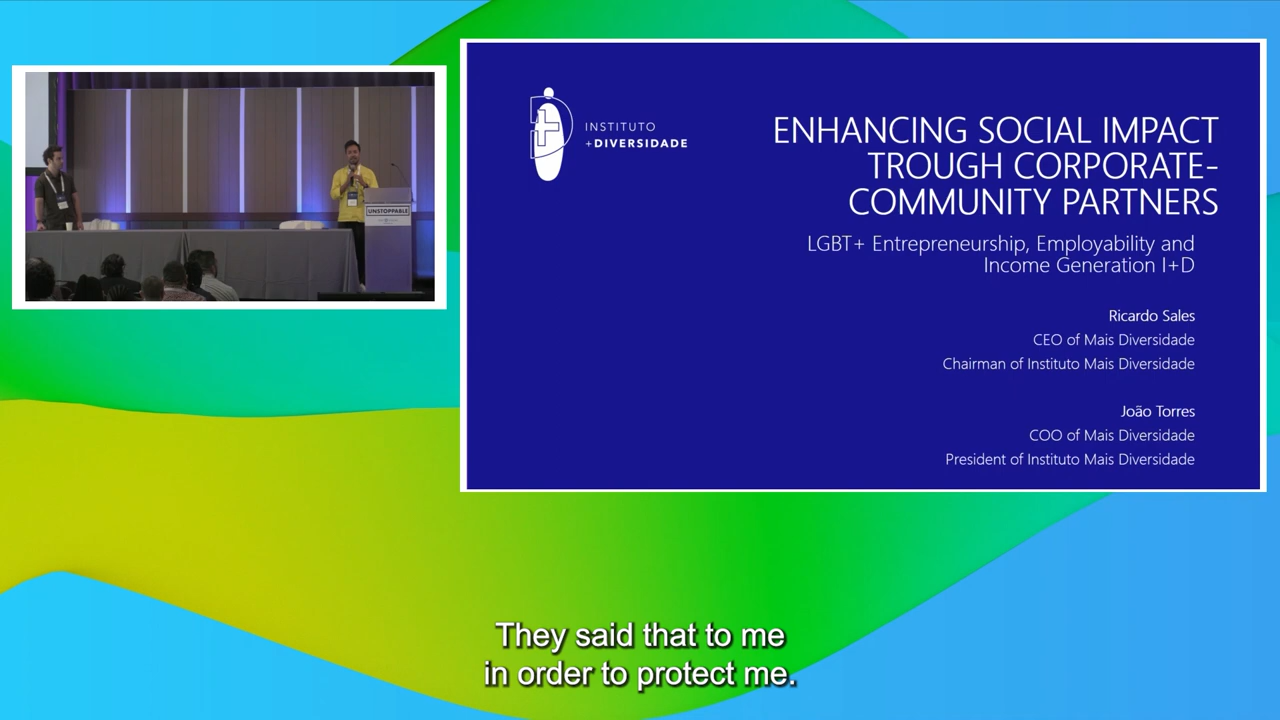 UNSTOPPABLE
INSTITUTO
+DIVERSIDADE
ENHANCING SOCIAL IMPACT
TROUGH CORPORATE-
COMMUNITY PARTNERS
LGBT+ Entrepreneurship, Employability and
Income Generation I+D
Ricardo Sales
CEO of Mais Diversidade
Chairman of Instituto Mais Diversidade
João Torres
COO of Mais Diversidade
President of Instituto Mais Diversidade
They said that to me
in order to protect me.